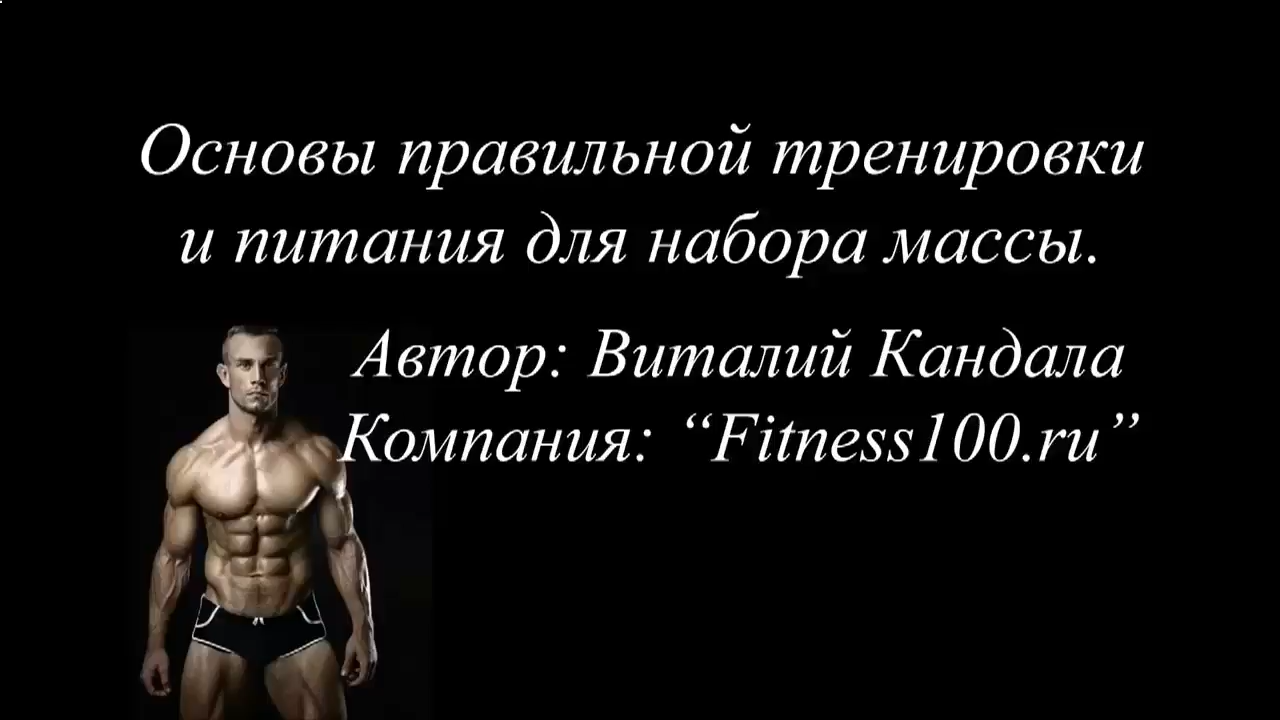 Основы правильной тренировки
и питания для набора массы.
Автор: Виталий Кандала
Компания: “Fitness100.ru”